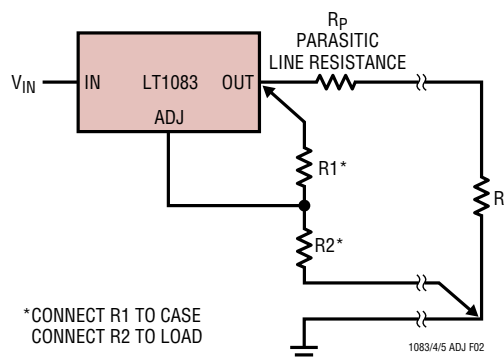 RP
PARASITIC
LINE RESISTANCE
VIN
IN
LT1083
OUT
ADJ
R1*
R
R2*
*CONNECT R1 TO CASE
CONNECT R2 TO LOAD
1083/4/5 ADJ F02